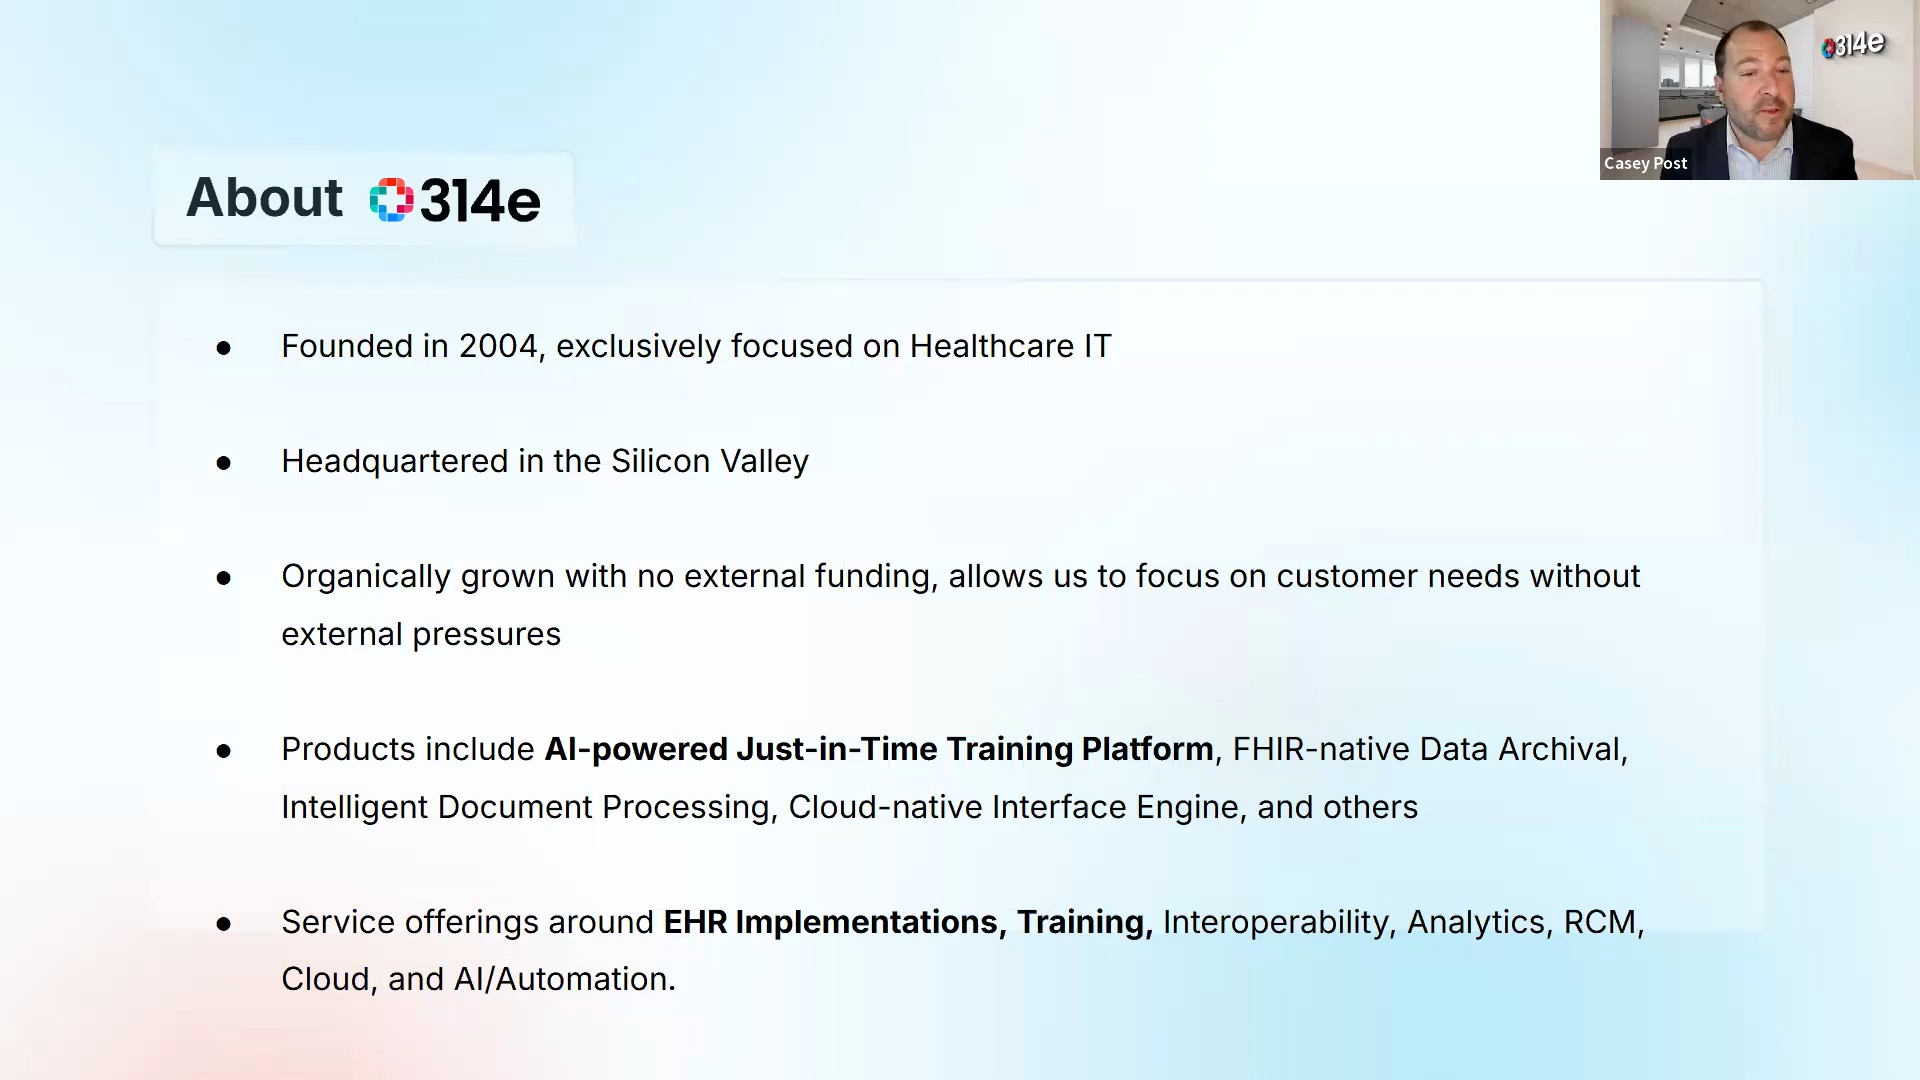 314e
Casey Post
About 314e
● Founded in 2004, exclusively focused on Healthcare IT
● Headquartered in the Silicon Valley
● Organically grown with no external funding, allows us to focus on customer needs without
external pressures
● Products include AI-powered Just-in-Time Training Platform, FHIR-native Data Archival,
Intelligent Document Processing, Cloud-native Interface Engine, and others
● Service offerings around EHR Implementations, Training, Interoperability, Analytics, RCM,
Cloud, and AI/Automation.